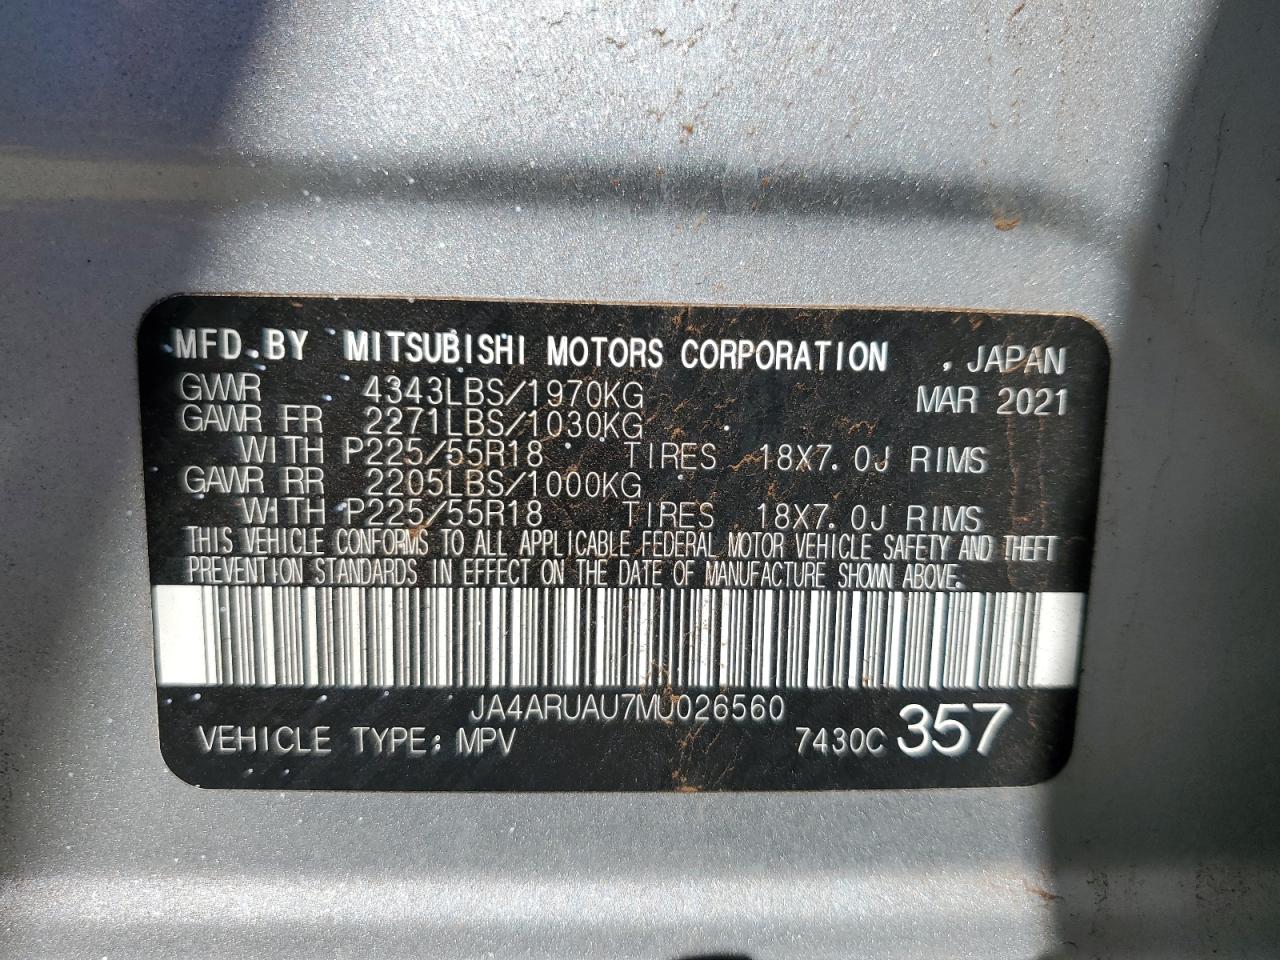 MFD.BY MITSUBISHI MOTORS CORPORATION , JAPAN
GVWR 4343LBS/1970KG MAR 2021
GAWR FR 2271LBS/1030KG
WITH P225/55R18 TIRES 18X7.0J RIMS
GAWR RR 2205LBS/1000KG
WITH P225/55R18 TIRES 18X7.0J RIMS
THIS VEHICLE CONFORMS TO ALL APPLICABLE FEDERAL MOTOR VEHICLE SAFETY AND THEFT
PREVENTION STANDARDS IN EFFECT ON THE DATE OF MANUFACTURE SHOWN ABOVE.
JA4ARUAU7MU026560
VEHICLE TYPE: MPV 7430C 357